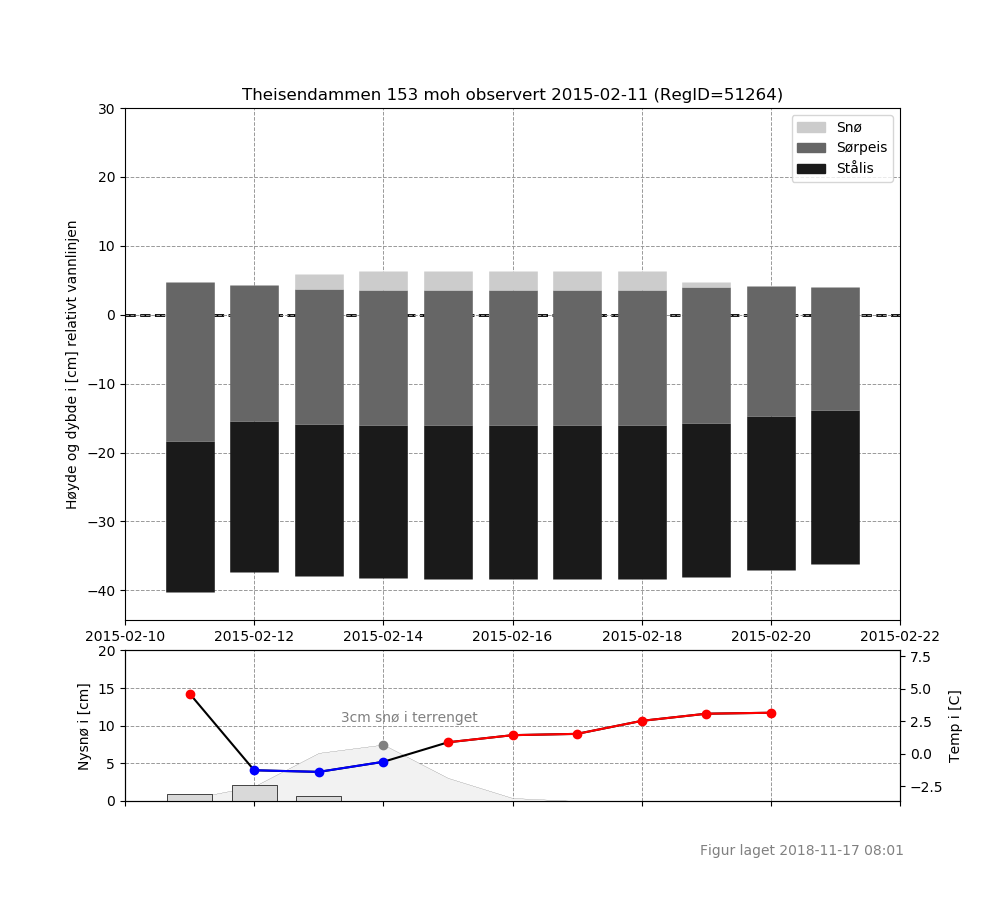 Theisendammen 153 moh observert 2015-02-11 (RegID=51264)
Høyde og dybde i [cm] relativt vannlinjen
30
20
10
0
−10
−20
−30
−40
Snø
Sørpeis
Stålis
2015-02-10 2015-02-12 2015-02-14 2015-02-16 2015-02-18 2015-02-20 2015-02-22
Nysnø i [cm]
20
15
10
5
0
3cm snø i terrenget
7.5
5.0
2.5
0.0
−2.5
Temp i [C]
Figur laget 2018-11-17 08:01